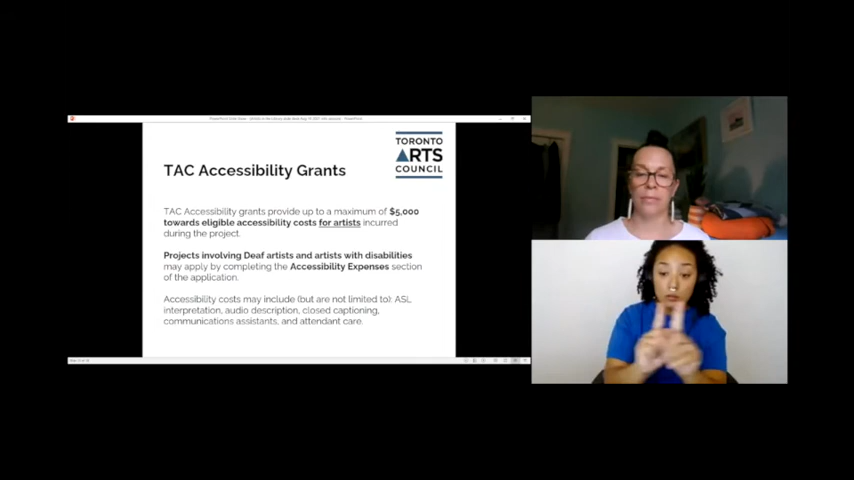 TORONTO
ARTS
COUNCIL
TAC Accessibility Grants
TAC Accessibility grants provide up to a maximum of $5,000
towards eligible accessibility costs for artists incurred
during the project.
Projects involving Deaf artists and artists with disabilities
may apply by completing the Accessibility Expenses section
of the application.
Accessibility costs may include (but are not limited to): ASL
interpretation, audio description, closed captioning,
communications assistants, and attendant care.